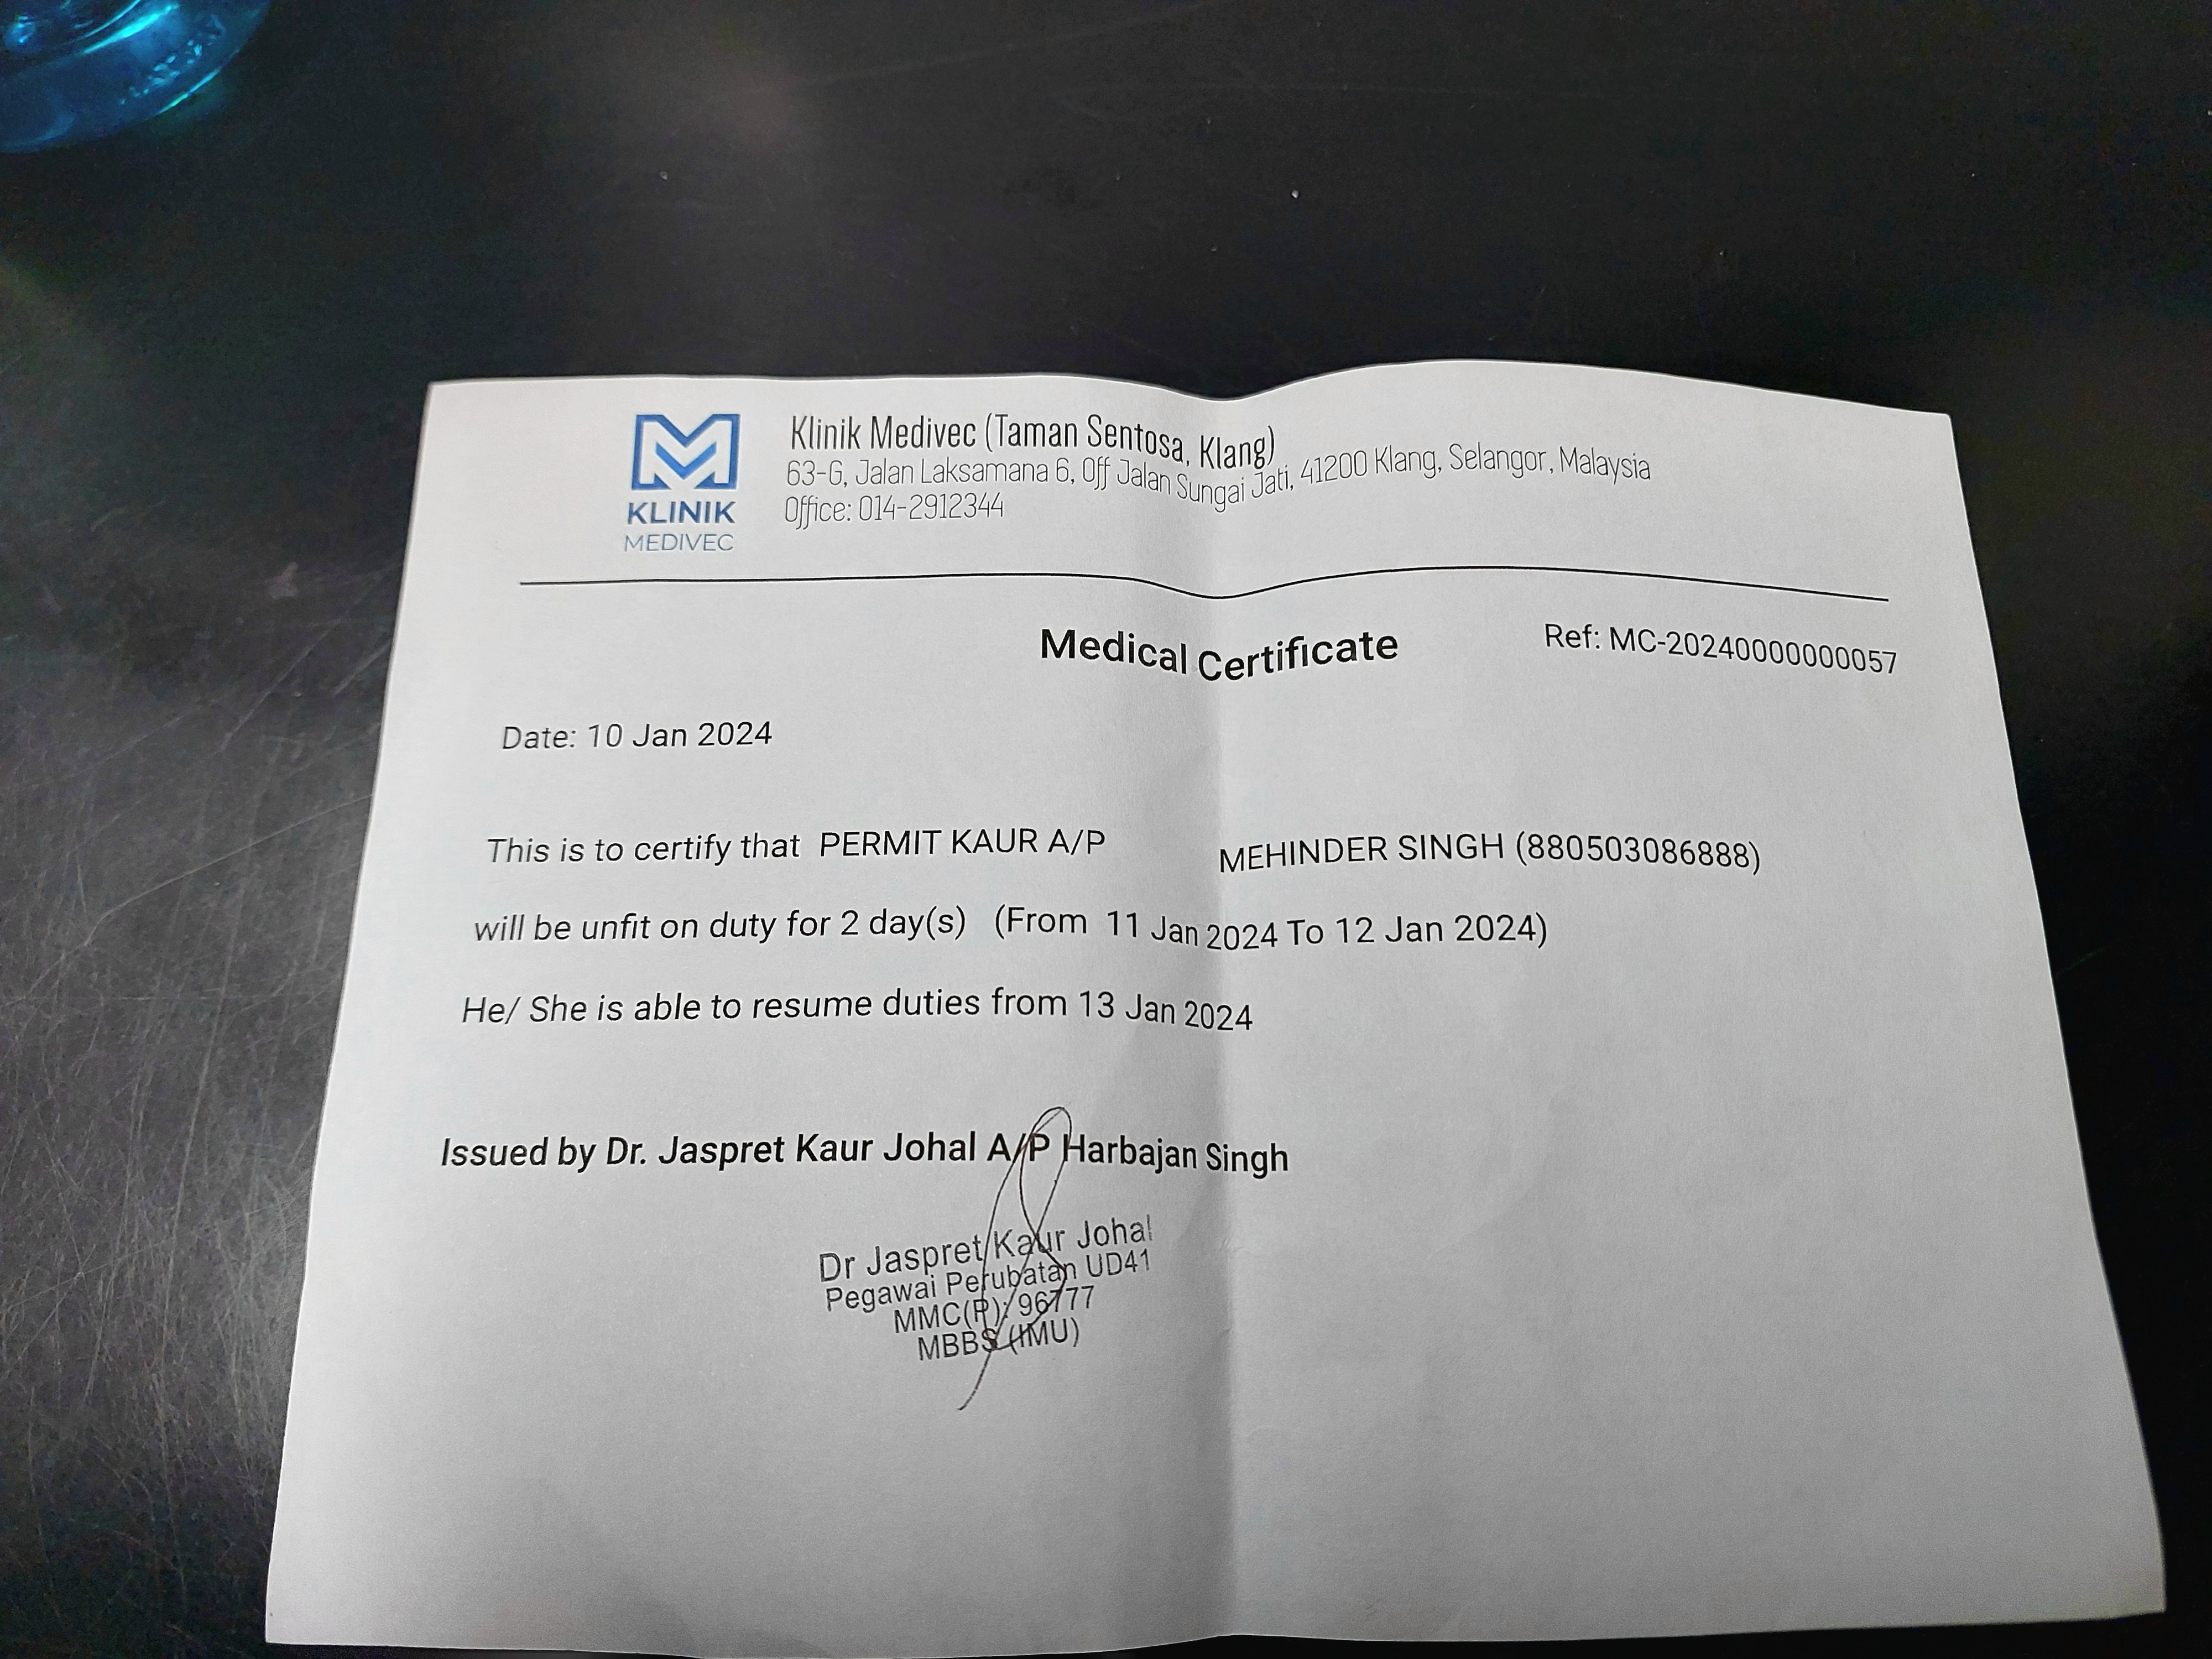 KLINIK
MEDIVEC
Klinik Medivec (Taman Sentosa, Klang)
63-G, Jalan Laksamana 6, Off Jalan Sungai Jati, 41200 Klang, Selangor, Malaysia
Office: 014-2912344
Medical Certificate
Ref: MC-20240000000057
Date: 10 Jan 2024
This is to certify that PERMIT KAUR A/P MEHINDER SINGH (880503086888)
will be unfit on duty for 2 day(s) (From 11 Jan 2024 To 12 Jan 2024)
He/ She is able to resume duties from 13 Jan 2024
Issued by Dr. Jaspret Kaur Johal A/P Harbajan Singh
Dr Jaspret Kaur Johal
Pegawai Perubatan UD41
MMC(P): 96777
MBBS (IMU)